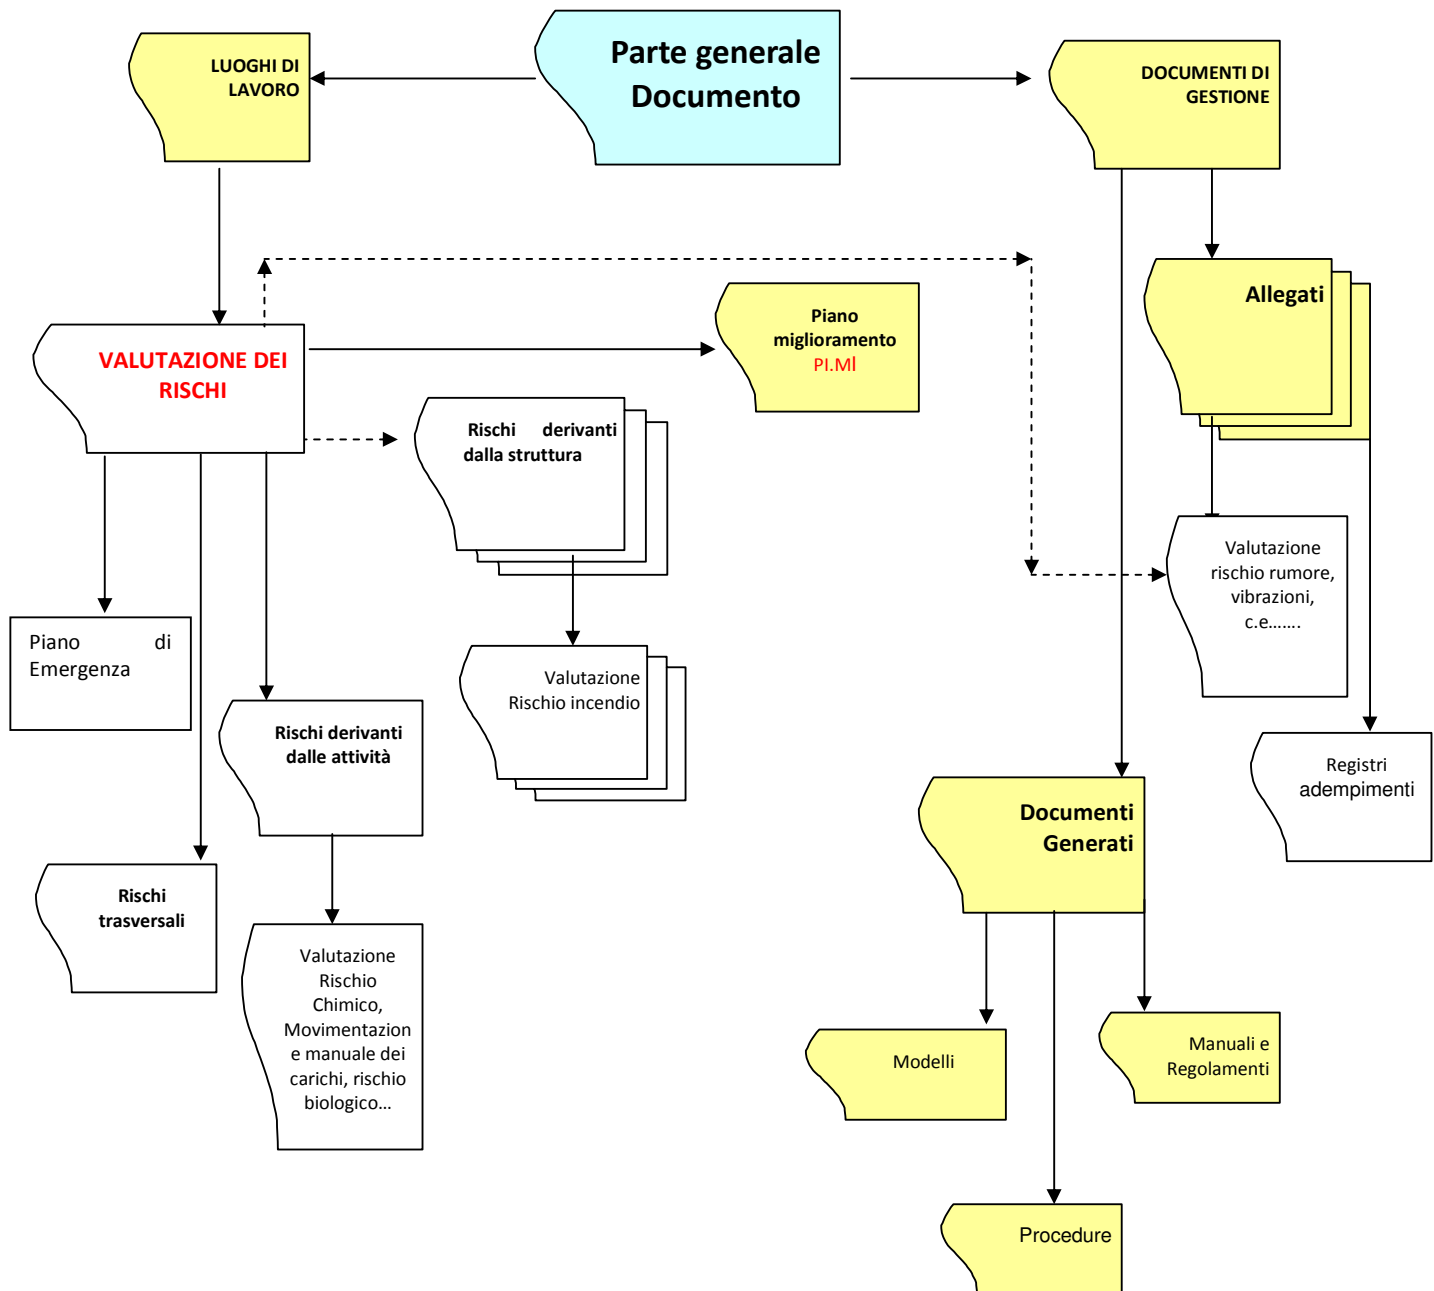 LUOGHI DI
LAVORO
Parte generale
Documento
DOCUMENTI DI
GESTIONE
Allegati
Piano
miglioramento
PI.Ml
VALUTAZIONE DEI
RISCHI
Rischi derivanti
dalla struttura
Valutazione
rischio rumore,
vibrazioni,
c.e…….
Piano di
Emergenza
Valutazione
Rischio incendio
Rischi derivanti
dalle attività
Registri
adempimenti
Documenti
Generati
Rischi
trasversali
Valutazione
Rischio
Chimico,
Movimentazion
e manuale dei
carichi, rischio
biologico…
Modelli
Manuali e
Regolamenti
Procedure